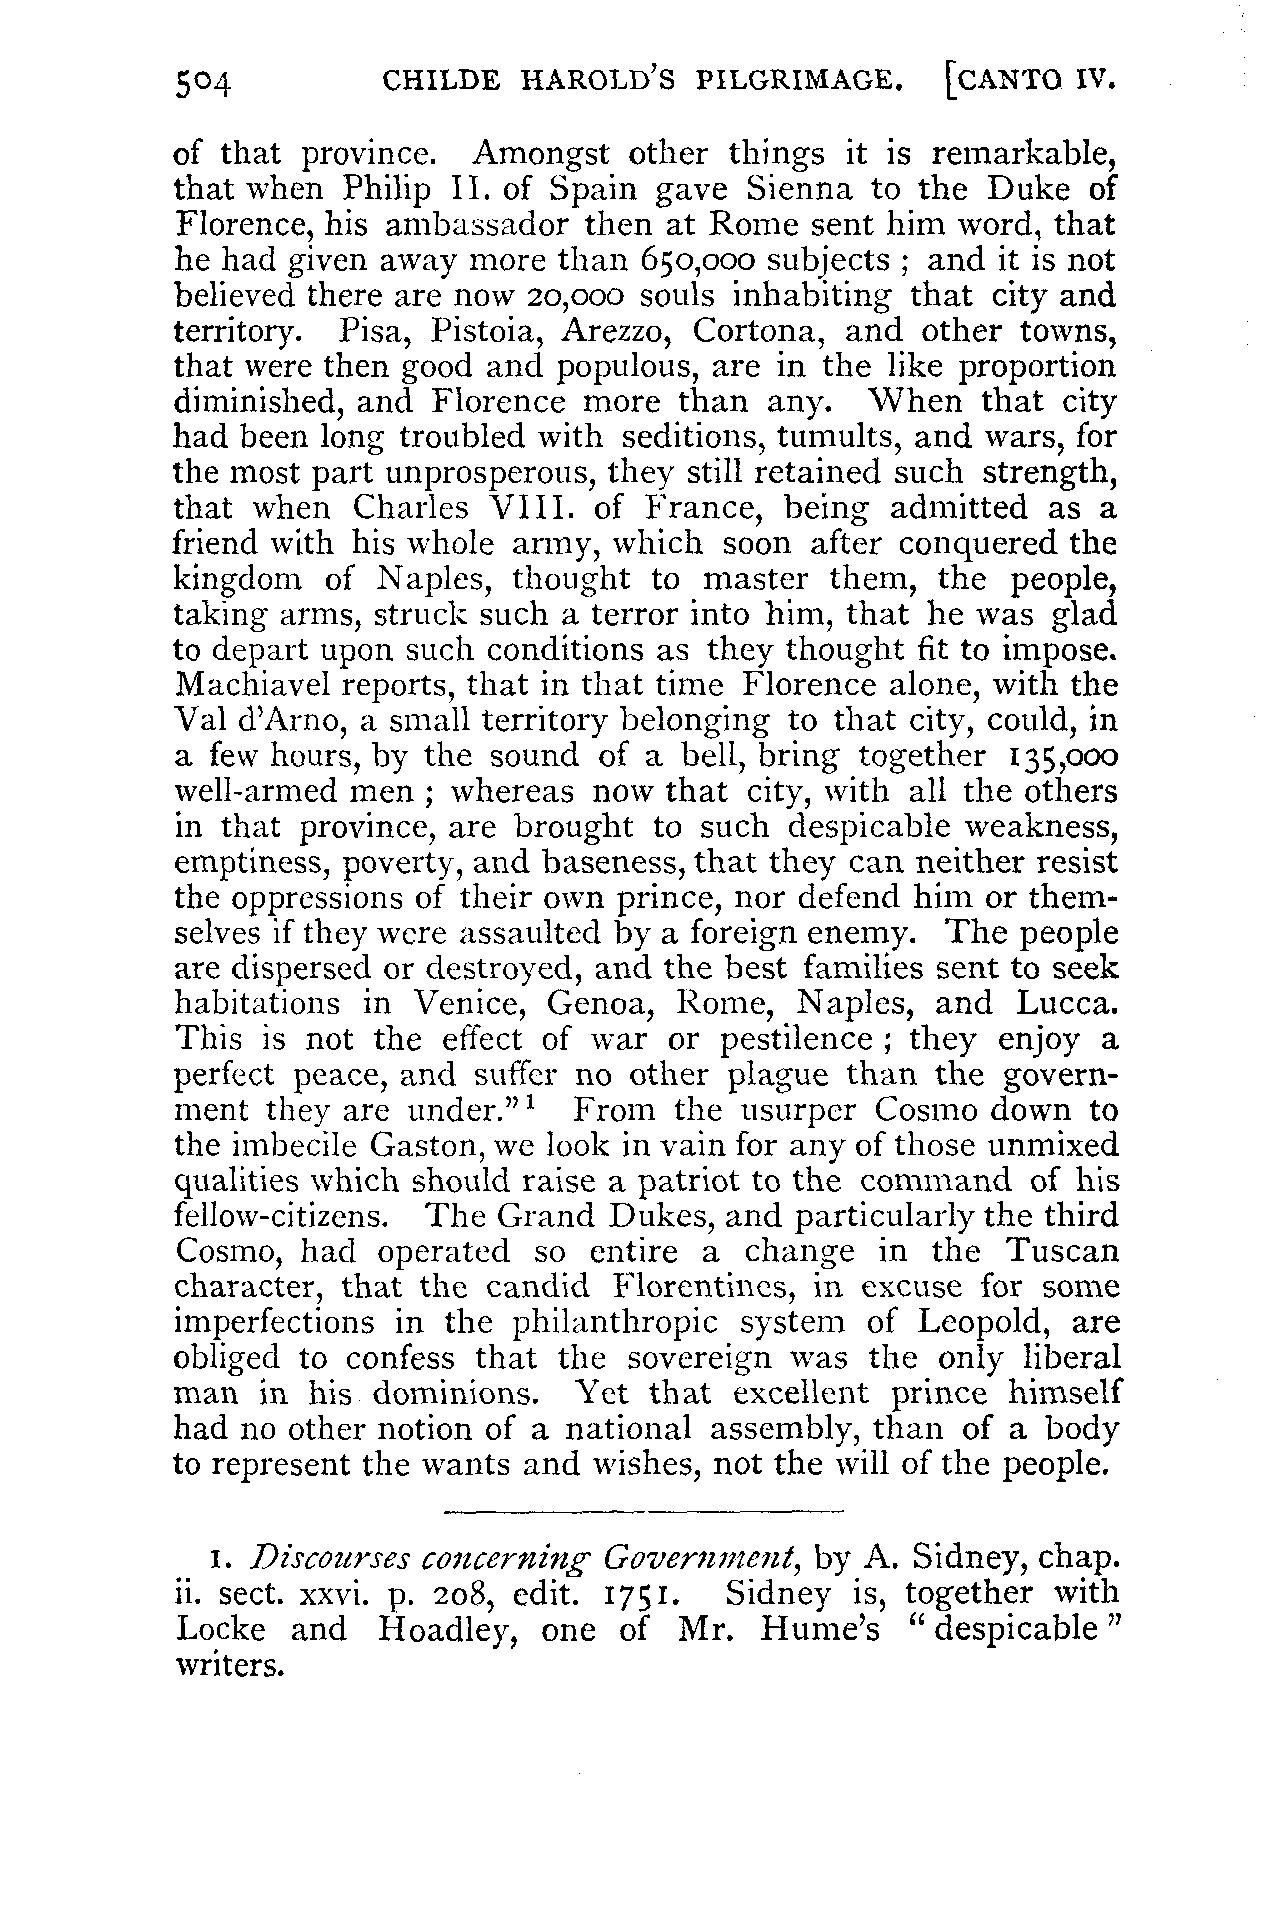 504 CHILDE HAROLD'S PILGRIMAGE. [CANTO IV.
of that province. Amongst other things it is remarkable,
that when Philip II. of Spain gave Sienna to the Duke of
Florence, his ambassador then at Rome sent him word, that
he had given away more than 650,000 subjects ; and it is not
believed there are now 20,000 souls inhabiting that city and
territory. Pisa, Pistoia, Arezzo, Cortona, and other towns,
that were then good and populous, are in the like proportion
diminished, and Florence more than any. When that city
had been long troubled with seditions, tumults, and wars, for
the most part unprosperous, they still retained such strength,
that when Charles VIII. of France, being admitted as a
friend with his whole army, which soon after conquered the
kingdom of Naples, thought to master them, the people,
taking arms, struck such a terror into him, that he was glad
to depart upon such conditions as they thought fit to impose.
Machiavel reports, that in that time Florence alone, with the
Val d'Arno, a small territory belonging to that city, could, in
a few hours, by the sound of a bell, bring together 135,000
well-armed men ; whereas now that city, with all the others
in that province, are brought to such despicable weakness,
emptiness, poverty, and baseness, that they can neither resist
the oppressions of their own prince, nor defend him or them-
selves if they were assaulted by a foreign enemy. The people
are dispersed or destroyed, and the best families sent to seek
habitations in Venice, Genoa, Rome, Naples, and Lucca.
This is not the effect of war or pestilence ; they enjoy a
perfect peace, and suffer no other plague than the govern-
ment they are under." 1 From the usurper Cosmo down to
the imbecile Gaston, we look in vain for any of those unmixed
qualities which should raise a patriot to the command of his
fellow-citizens. The Grand Dukes, and particularly the third
Cosmo, had operated so entire a change in the Tuscan
character, that the candid Florentines, in excuse for some
imperfections in the philanthropic system of Leopold, are
obliged to confess that the sovereign was the only liberal
man in his dominions. Yet that excellent prince himself
had no other notion of a national assembly, than of a body
to represent the wants and wishes, not the will of the people.
1. Discourses concerning Government, by A. Sidney, chap.
ii. sect. xxvi. p. 208, edit. 1751. Sidney is, together with
Locke and Hoadley, one of Mr. Hume's "despicable"
writers.